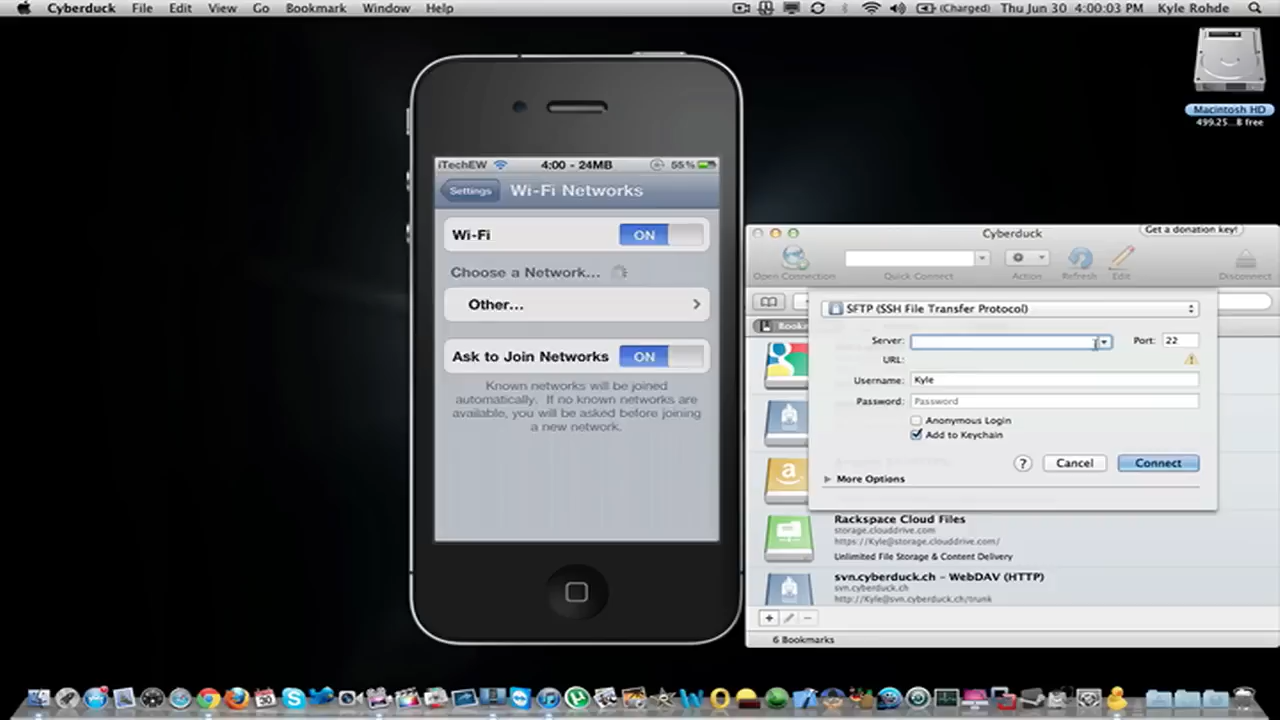 Cyberduck File Edit View Go Bookmark Window Help (Charged) Thu Jun 30 4:00:03 PM Kyle Rohde
Macintosh HD
499.25...B free
iTechEW 4:00 - 24MB 55%
Settings Wi-Fi Networks
Wi-Fi ON
Choose a Network...
Other...
Ask to Join Networks ON
Known networks will be joined
automatically. If no known networks are
available, you will be asked before joining
a new network.
Cyberduck Get a donation key!
Open Connection Quick Connect Action Refresh Edit Disconnect
SFTP (SSH File Transfer Protocol)
Server: Port: 22
URL:
Username: Kyle
Password: Password
Anonymous Login
Add to Keychain
? Cancel Connect
More Options
Rackspace Cloud Files
storage.clouddrive.com
https://Kyle@storage.clouddrive.com/
Unlimited File Storage & Content Delivery
svn.cyberduck.ch – WebDAV (HTTP)
svn.cyberduck.ch
http://Kyle@svn.cyberduck.ch/trunk
6 Bookmarks